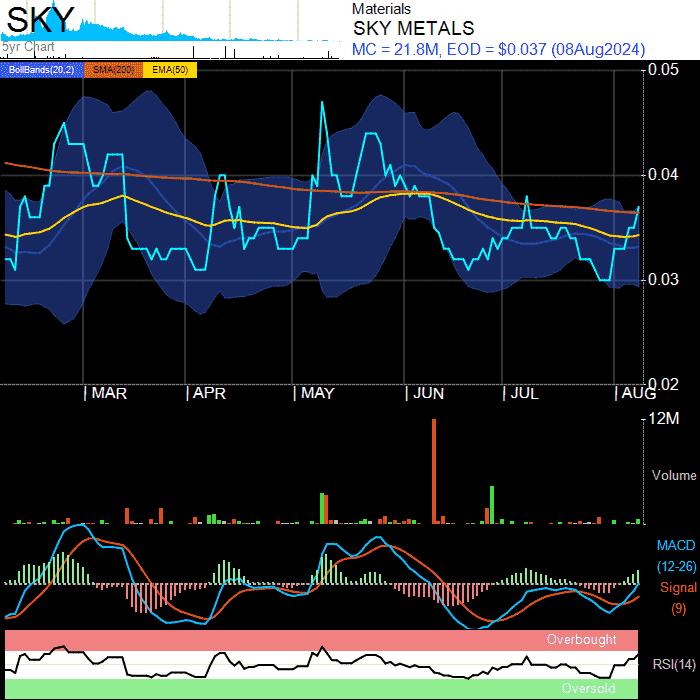 SKY
5yr Chart
Materials
SKY METALS
MC = 21.8M, EOD = $0.037 (08Aug2024)
BollBands(20,2) SMA(200) EMA(50)
0.05
0.04
0.03
0.02
MAR APR MAY JUN JUL AUG
12M
Volume
MACD
(12-26)
Signal
(9)
Overbought
RSI(14)
Oversold